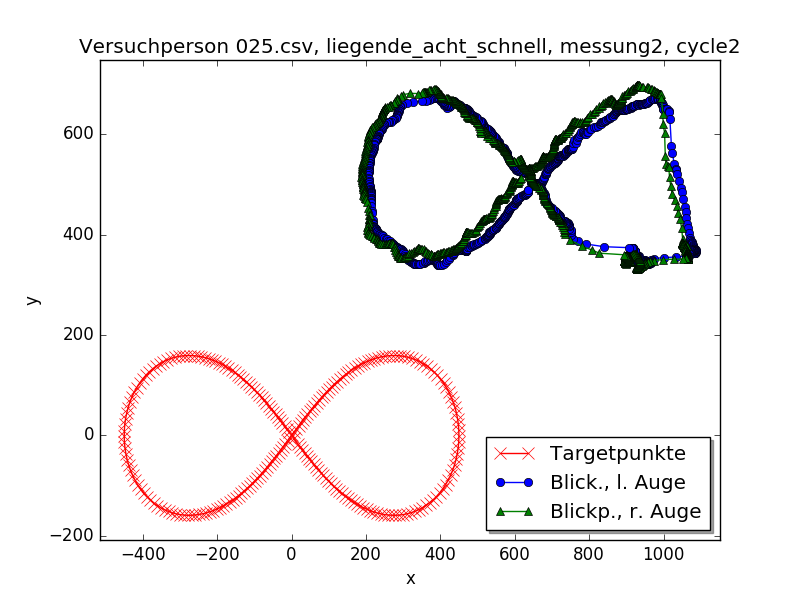 Versuchperson 025.csv, liegende_acht_schnell, messung2, cycle2
y
600
400
200
0
−200
−400
−200
0
200
400
600
800
1000
x
Targetpunkte
Blick., l. Auge
Blickp., r. Auge